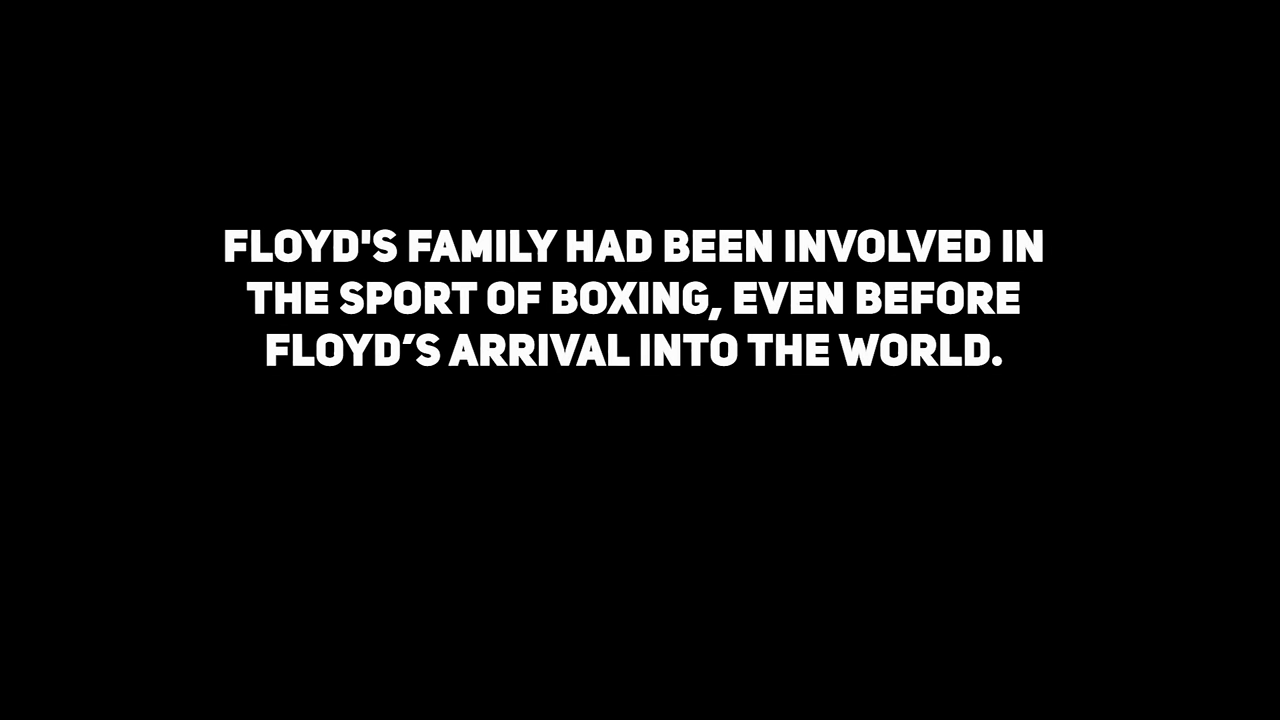 FLOYD'S FAMILY HAD BEEN INVOLVED IN
THE SPORT OF BOXING, EVEN BEFORE
FLOYD’S ARRIVAL INTO THE WORLD.